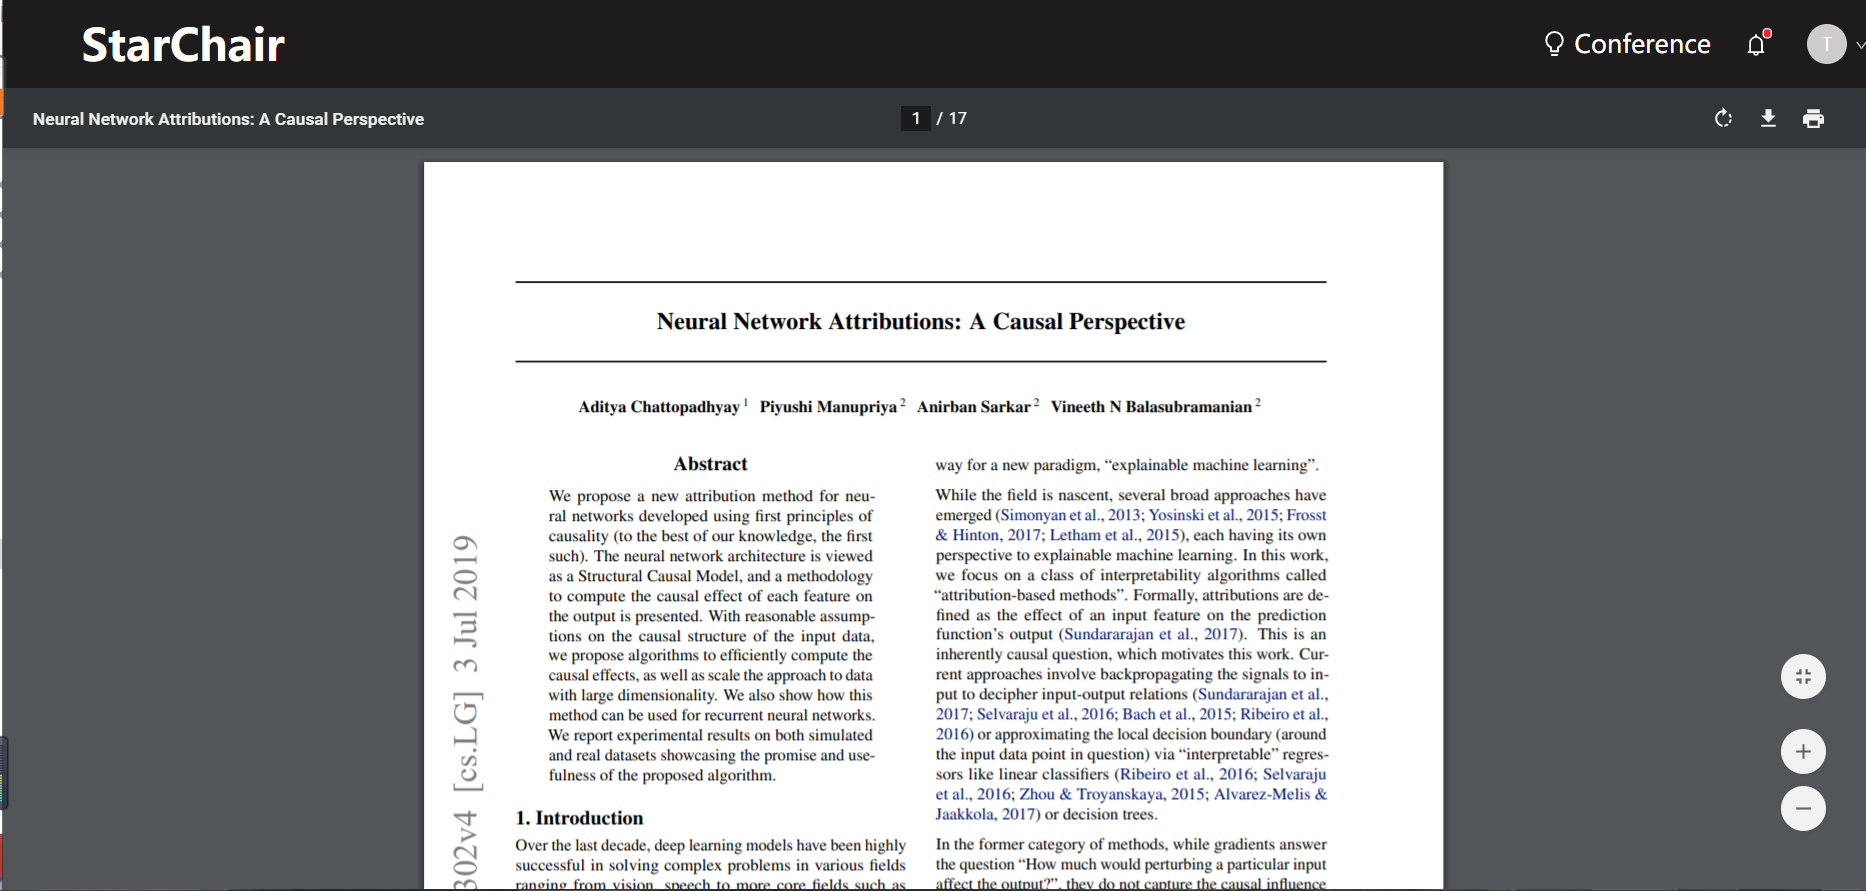 StarChair
Conference
T
Neural Network Attributions: A Causal Perspective
1 / 17
Neural Network Attributions: A Causal Perspective
Aditya Chattopadhyay 1 Piyushi Manupriya 2 Anirban Sarkar 2 Vineeth N Balasubramanian 2
Abstract
We propose a new attribution method for neu-
ral networks developed using first principles of
causality (to the best of our knowledge, the first
such). The neural network architecture is viewed
as a Structural Causal Model, and a methodology
to compute the causal effect of each feature on
the output is presented. With reasonable assump-
tions on the causal structure of the input data,
we propose algorithms to efficiently compute the
causal effects, as well as scale the approach to data
with large dimensionality. We also show how this
method can be used for recurrent neural networks.
We report experimental results on both simulated
and real datasets showcasing the promise and use-
fulness of the proposed algorithm.
1. Introduction
Over the last decade, deep learning models have been highly
successful in solving complex problems in various fields
ranging from vision, speech to more core fields such as
way for a new paradigm, “explainable machine learning”.
While the field is nascent, several broad approaches have
emerged (Simonyan et al., 2013; Yosinski et al., 2015; Frosst
& Hinton, 2017; Letham et al., 2015), each having its own
perspective to explainable machine learning. In this work,
we focus on a class of interpretability algorithms called
“attribution-based methods”. Formally, attributions are de-
fined as the effect of an input feature on the prediction
function’s output (Sundararajan et al., 2017). This is an
inherently causal question, which motivates this work. Cur-
rent approaches involve backpropagating the signals to in-
put to decipher input-output relations (Sundararajan et al.,
2017; Selvaraju et al., 2016; Bach et al., 2015; Ribeiro et al.,
2016) or approximating the local decision boundary (around
the input data point in question) via “interpretable” regres-
sors like linear classifiers (Ribeiro et al., 2016; Selvaraju
et al., 2016; Zhou & Troyanskaya, 2015; Alvarez-Melis &
Jaakkola, 2017) or decision trees.
In the former category of methods, while gradients answer
the question “How much would perturbing a particular input
affect the output?”, they do not capture the causal influence
302v4 [cs.LG] 3 Jul 2019